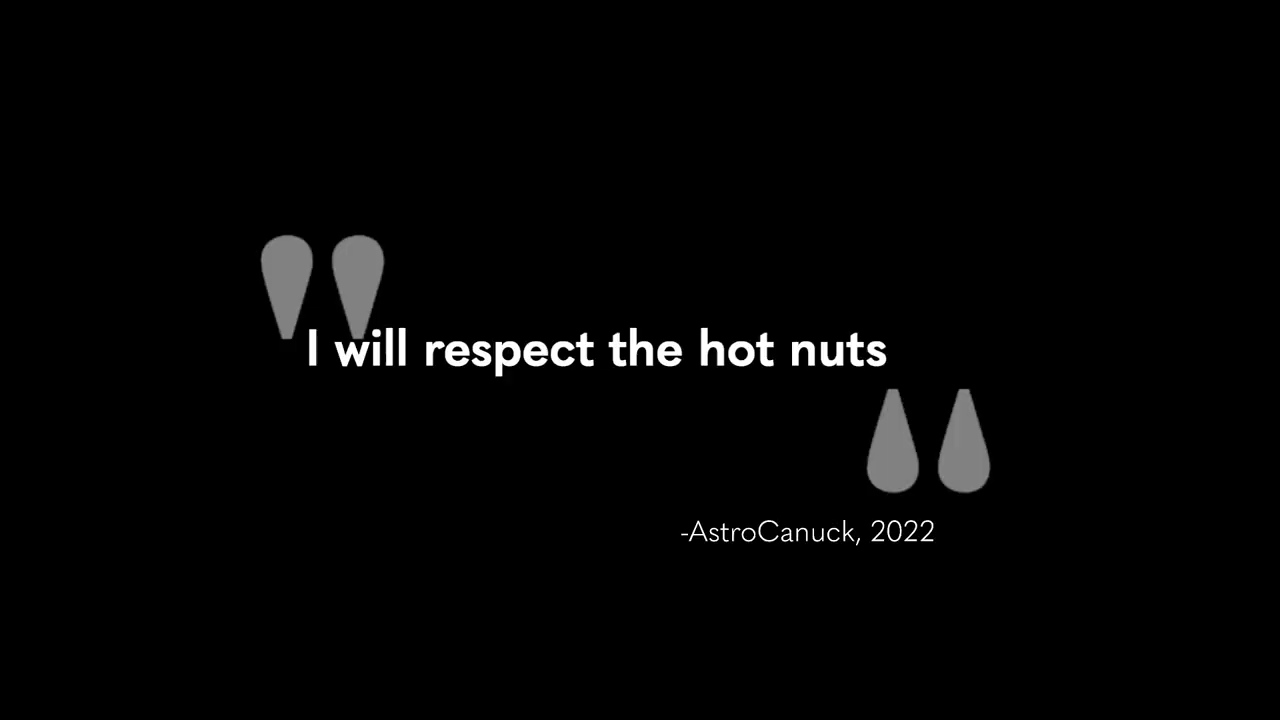 "I will respect the hot nuts"
-AstroCanuck, 2022